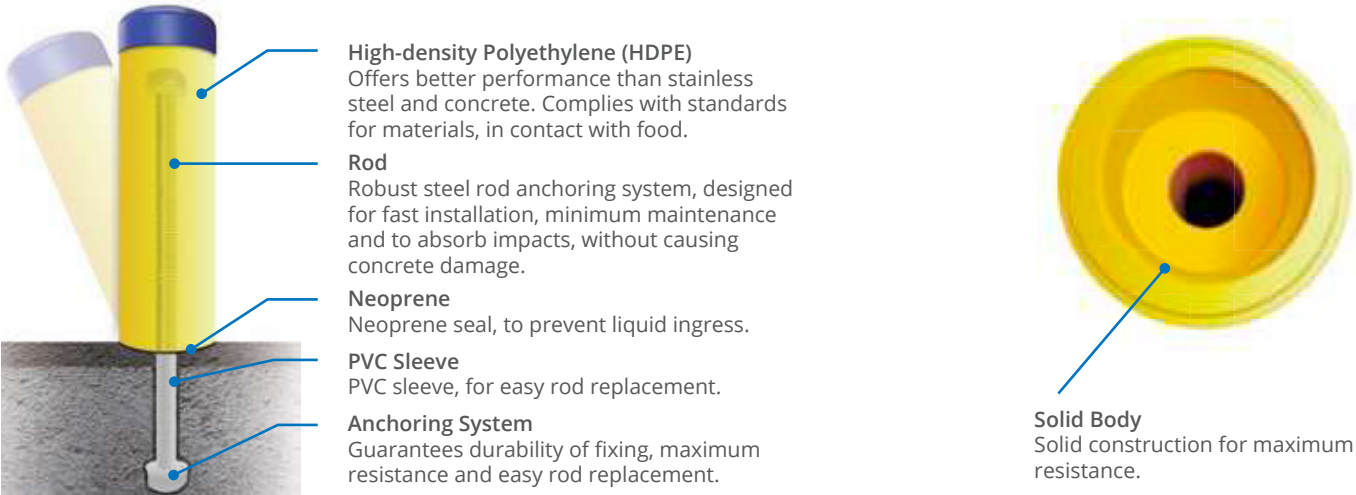 High-density Polyethylene (HDPE)
Offers better performance than stainless
steel and concrete. Complies with standards
for materials, in contact with food.
Rod
Robust steel rod anchoring system, designed
for fast installation, minimum maintenance
and to absorb impacts, without causing
concrete damage.
Neoprene
Neoprene seal, to prevent liquid ingress.
PVC Sleeve
PVC sleeve, for easy rod replacement.
Anchoring System
Guarantees durability of fixing, maximum
resistance and easy rod replacement.
Solid Body
Solid construction for maximum
resistance.